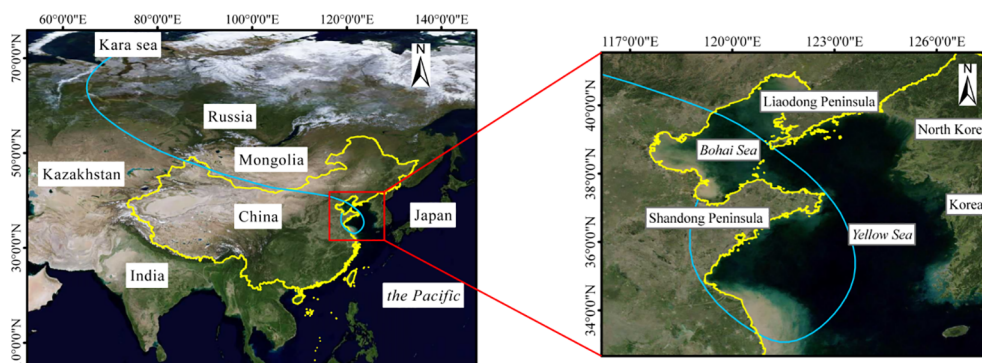 60°0'0"E 80°0'0"E 100°0'0"E 120°0'0"E 140°0'0"E
70°0'0"N
50°0'0"N
30°0'0"N
0°0'0"N
Kara sea
N
Russia
Mongolia
Kazakhstan
China
Japan
India
the Pacific
117°0'0"E 120°0'0"E 123°0'0"E 126°0'0"E
40°0'0"N
38°0'0"N
36°0'0"N
34°0'0"N
N
Liaodong Peninsula
North Kore
Bohai Sea
Korea
Shandong Peninsula
Yellow Sea